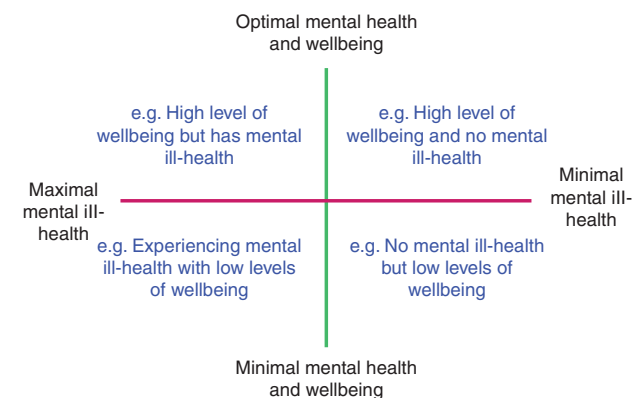 Optimal mental health
and wellbeing
e.g. High level of
wellbeing but has mental
ill-health
e.g. High level of
wellbeing and no mental
ill-health
Maximal
mental ill-
health
Minimal
mental ill-
health
e.g. Experiencing mental
ill-health with low levels
of wellbeing
e.g. No mental ill-health
but low levels of
wellbeing
Minimal mental health
and wellbeing